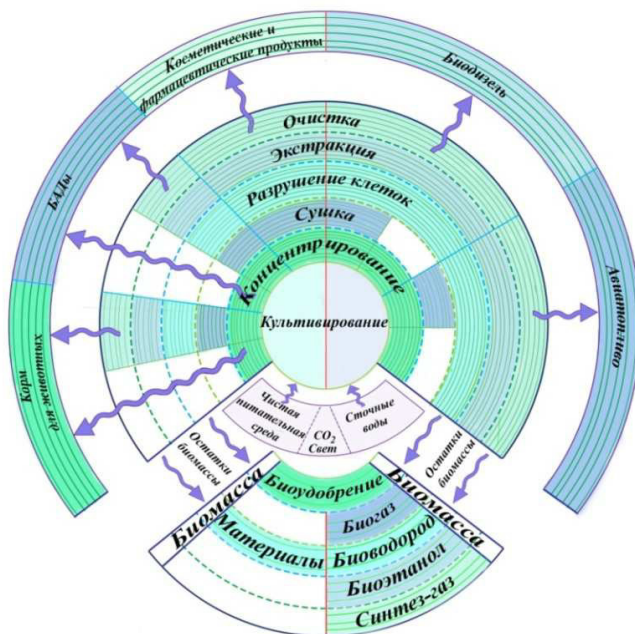 Косметические и
фармацевтические продукты
Биодизель
БАДы
Авиатопливо
Корм
для животных
Очистка
Экстракция
Разрушение клеток
Сушка
Концентрирование
Культивирование
Чистая
питательная
среда
CO2
Свет
Сточные
воды
Остатки
биомассы
Остатки
биомассы
Биомасса
Биомасса
Биоудобрение
Биогаз
Материалы
Биоводород
Биоэтанол
Синтез-газ